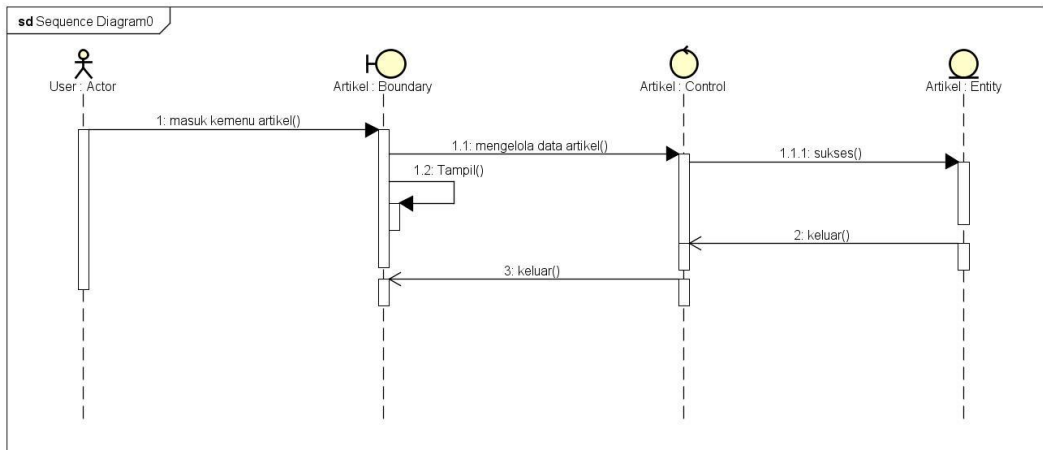 sd Sequence Diagram0
User : Actor
Artikel : Boundary
Artikel : Control
Artikel : Entity
1: masuk kemenu artikel()
1.1: mengelola data artikel()
1.1.1: sukses()
1.2: Tampil()
2: keluar()
3: keluar()